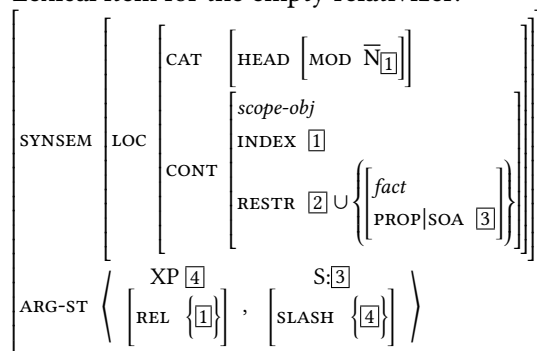 Lexical item for the empty relativizer:
CAT [HEAD [MOD N̅ 1]]
scope-obj
SYNSEM LOC INDEX 1
CONT
fact
RESTR 2 ∪ { }
PROP|SOA 3
XP 4 S: 3
ARG-ST ⟨ [REL {1}] , [SLASH {4}] ⟩